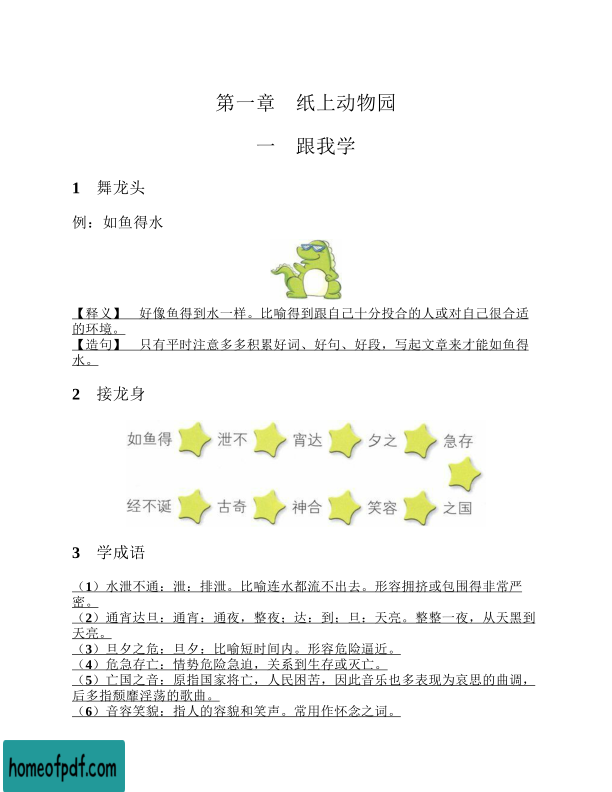 第一章 纸上动物园
一 跟我学
1 舞龙头
例：如鱼得水
【释义】 好像鱼得到水一样。比喻得到跟自己十分投合的人或对自己很合适
的环境。
【造句】 只有平时注意多多积累好词、好句、好段，写起文章来才能如鱼得
水。
2 接龙身
如鱼得 泄不 宵达 夕之 急存
经不诞 古奇 神合 笑容 之国
3 学成语
（1）水泄不通：泄：排泄。比喻连水都流不出去。形容拥挤或包围得非常严
密。
（2）通宵达旦：通宵：通夜，整夜；达：到；旦：天亮。整整一夜，从天黑到
天亮。
（3）旦夕之危：旦夕：比喻短时间内。形容危险逼近。
（4）危急存亡：情势危险急迫，关系到生存或灭亡。
（5）亡国之音：原指国家将亡，人民困苦，因此音乐也多表现为哀思的曲调，
后多指颓靡淫荡的歌曲。
（6）音容笑貌：指人的容貌和笑声。常用作怀念之词。
homeofpdf.com